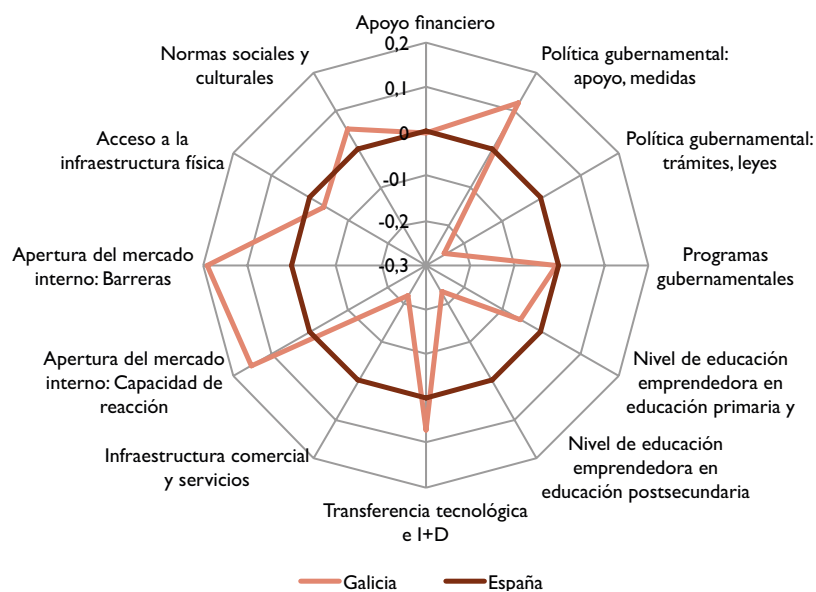 Apoyo financiero
0,2
Normas sociales y
culturales
Política gubernamental:
apoyo, medidas
0,1
Acceso a la
infraestructura física
0
Política gubernamental:
trámites, leyes
-0,1
-0,2
Apertura del mercado
interno: Barreras
-0,3
Programas
gubernamentales
Apertura del mercado
interno: Capacidad de
reacción
Nivel de educación
emprendedora en
educación primaria y
Infraestructura comercial
y servicios
Nivel de educación
emprendedora en
educación postsecundaria
Transferencia tecnológica
e I+D
Galicia
España